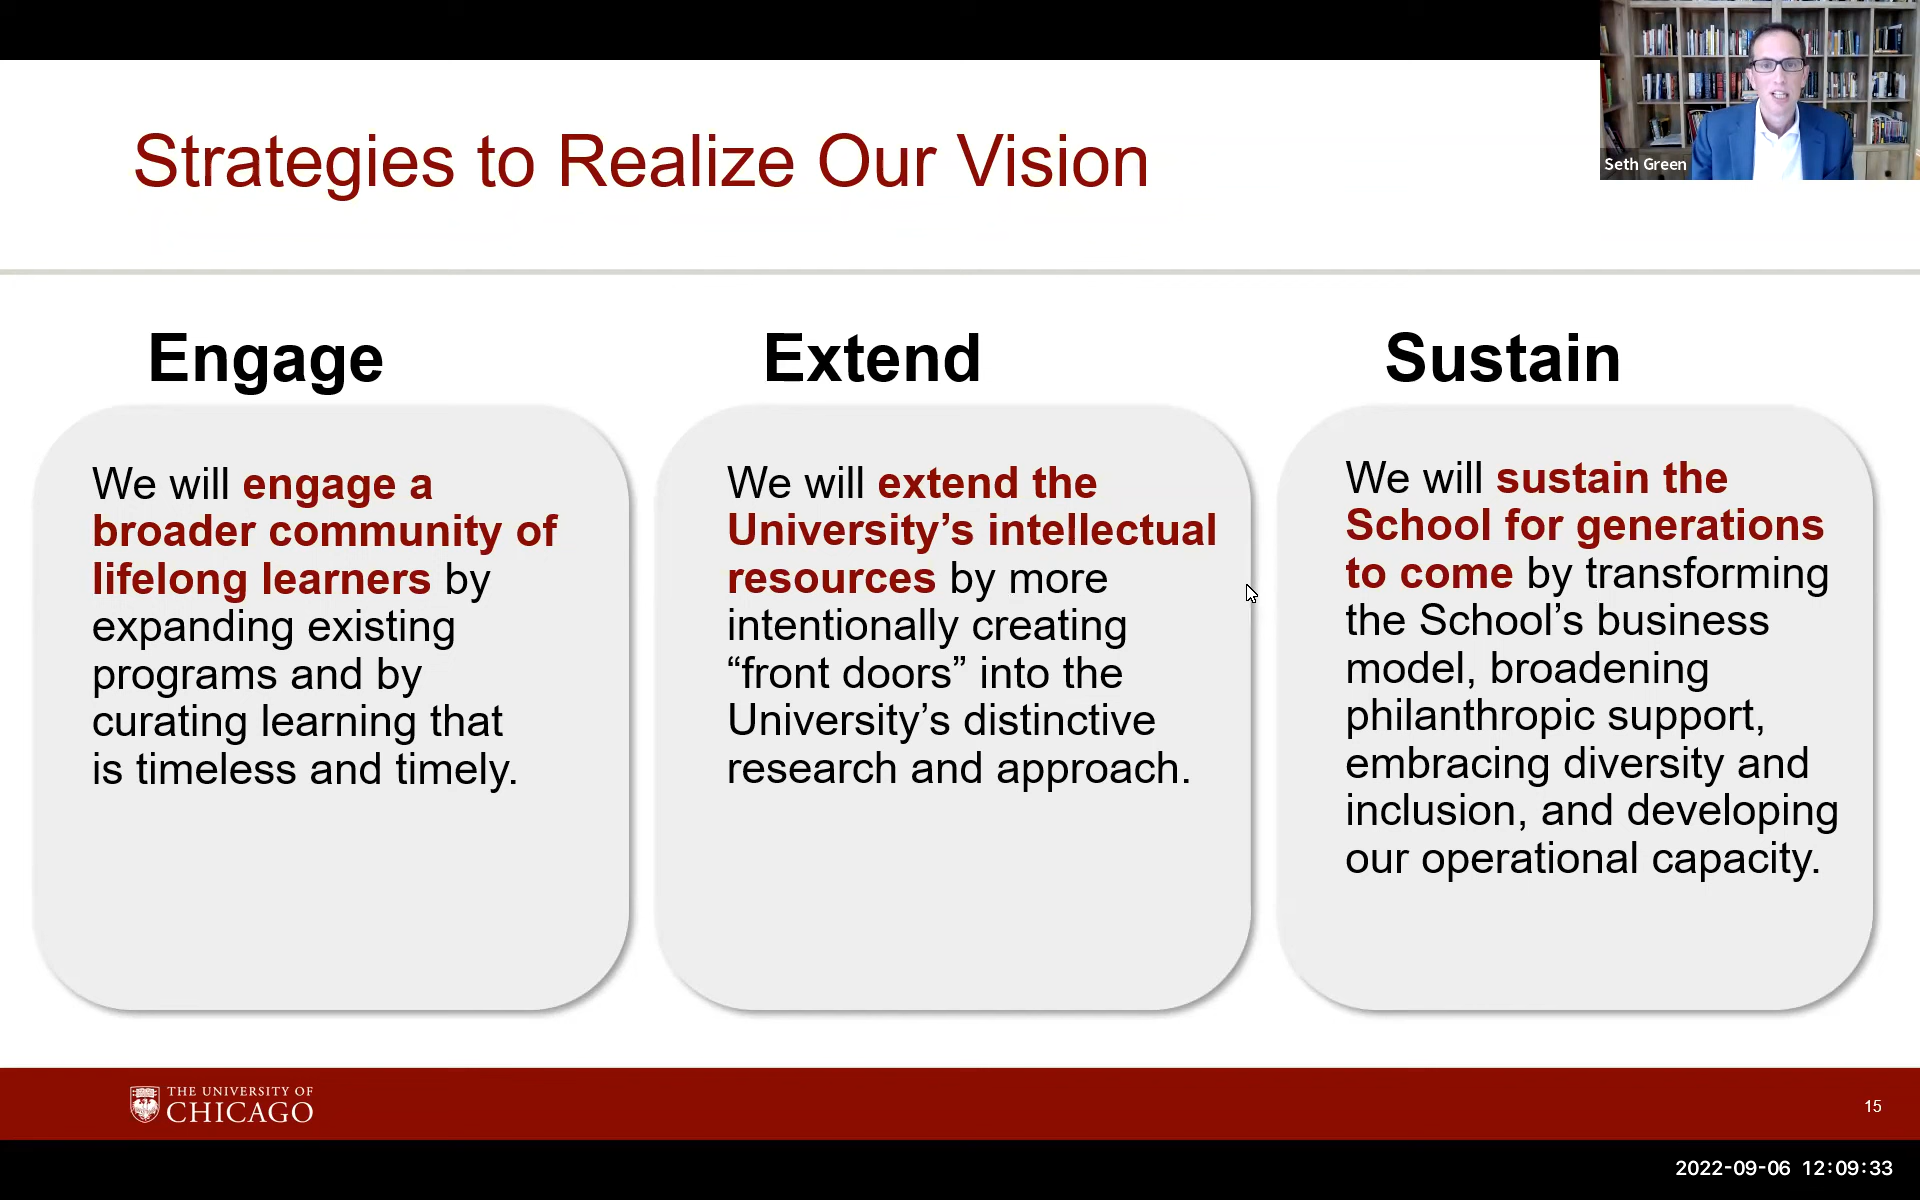 Strategies to Realize Our Vision
Seth Green
Engage
We will engage a
broader community of
lifelong learners by
expanding existing
programs and by
curating learning that
is timeless and timely.
Extend
We will extend the
University’s intellectual
resources by more
intentionally creating
“front doors” into the
University’s distinctive
research and approach.
Sustain
We will sustain the
School for generations
to come by transforming
the School’s business
model, broadening
philanthropic support,
embracing diversity and
inclusion, and developing
our operational capacity.
THE UNIVERSITY OF
CHICAGO
15
2022-09-06 12:09:33